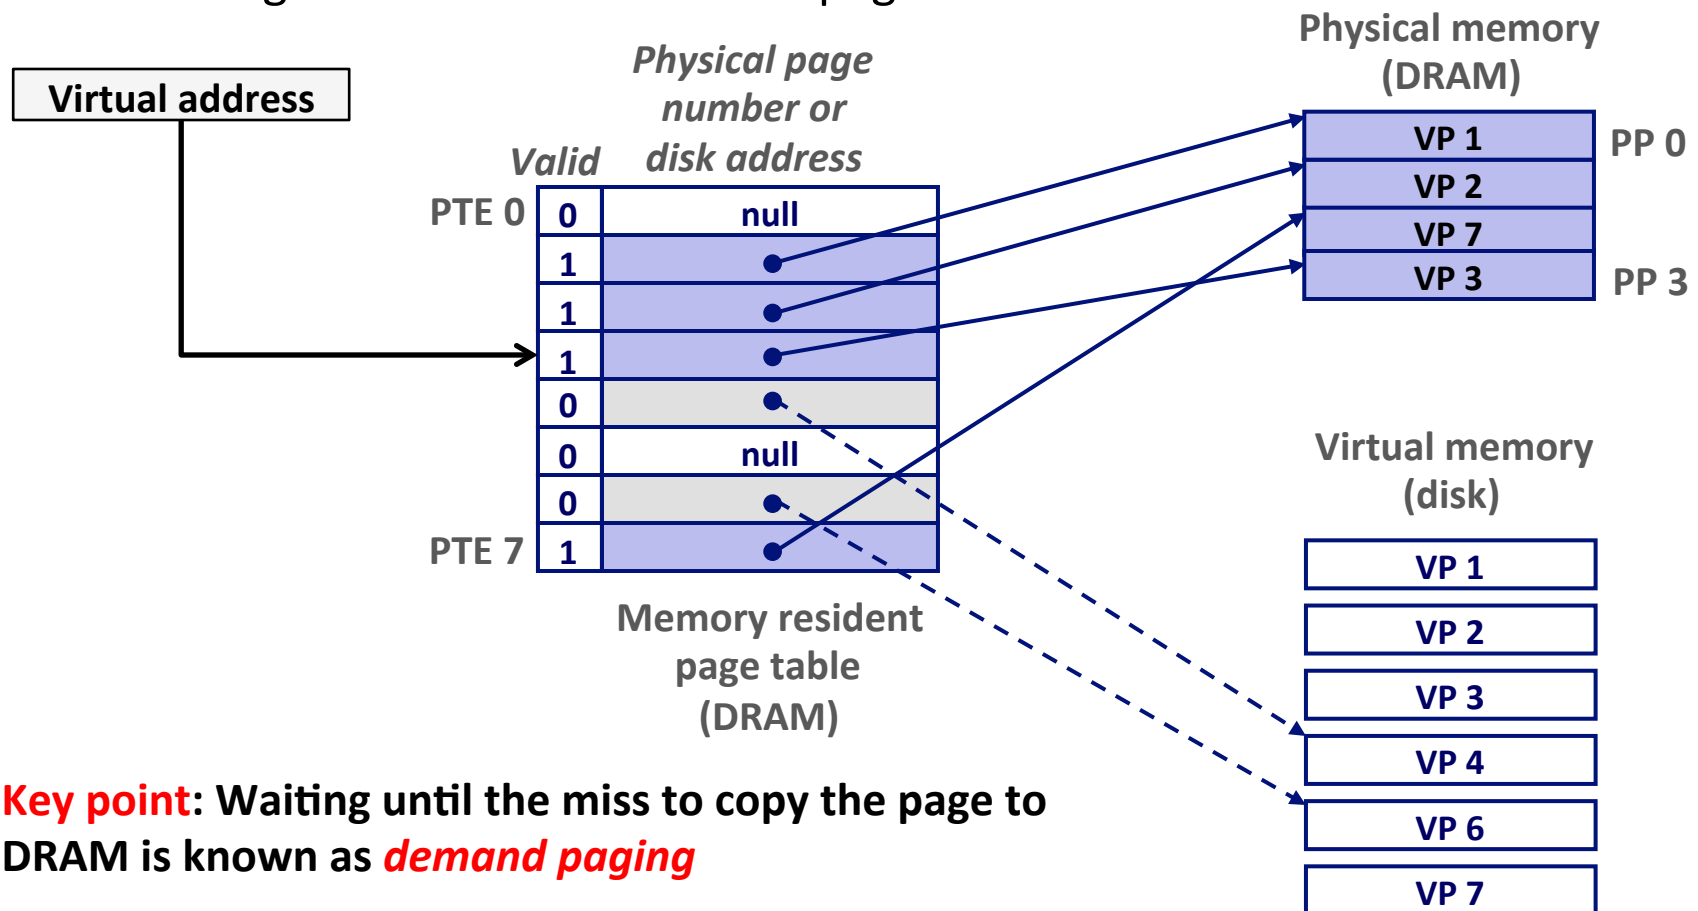 Physical memory
(DRAM)
Physical page
number or
disk address
Virtual address
Valid
VP 1
PP 0
VP 2
VP 7
VP 3
PP 3
PTE 0
0
null
1
1
1
0
0
null
0
PTE 7
1
Memory resident
page table
(DRAM)
Virtual memory
(disk)
VP 1
VP 2
VP 3
VP 4
VP 6
VP 7
Key point: Waiting until the miss to copy the page to
DRAM is known as demand paging